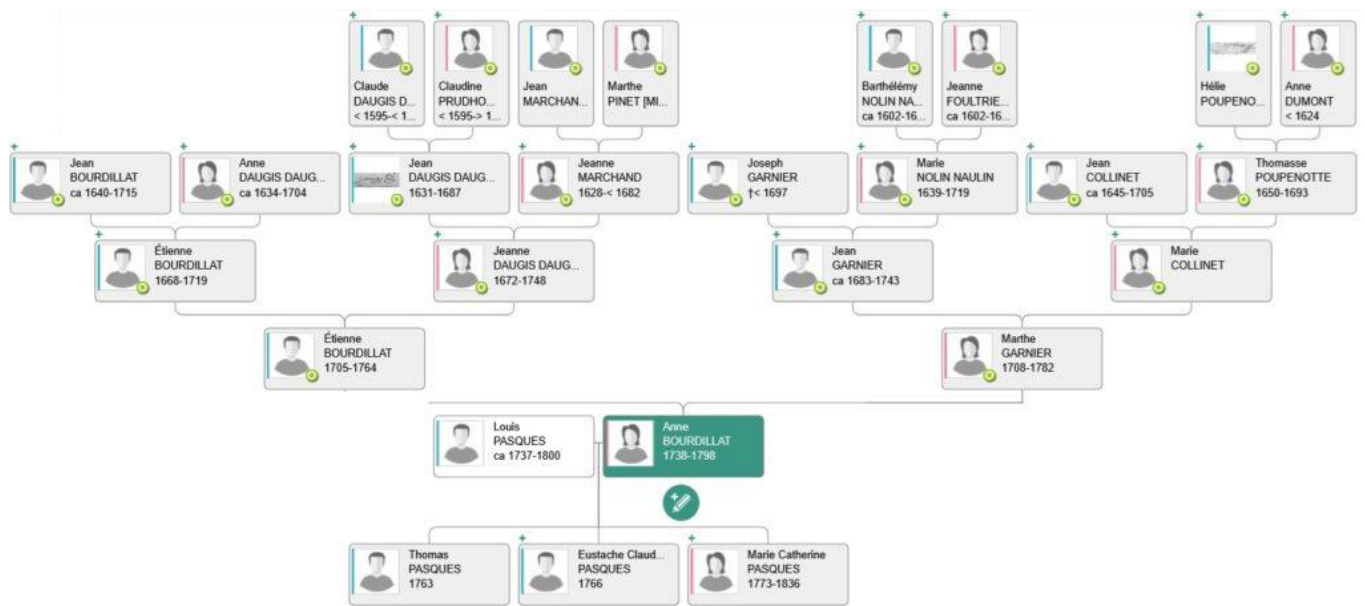 Claude
DAUGIS D...
< 1595-< 1...
Claudine
PRUDHO...
< 1595-> 1...
Jean
MARCHAN...
Marthe
PINET [MI...
Barthélémy
NOLIN NA...
ca 1602-16...
Jeanne
FOULTRIE...
ca 1602-16...
Hélie
POUPENO...
Anne
DUMONT
< 1624
Jean
BOURDILLAT
ca 1640-1715
Anne
DAUGIS DAUG...
ca 1634-1704
Jean
DAUGIS DAUG...
1631-1687
Jeanne
MARCHAND
1628-< 1682
Joseph
GARNIER
†< 1697
Marie
NOLIN NAULIN
1639-1719
Jean
COLLINET
ca 1645-1705
Thomasse
POUPENOTTE
1650-1693
Étienne
BOURDILLAT
1668-1719
Jeanne
DAUGIS DAUG...
1672-1748
Jean
GARNIER
ca 1683-1743
Marie
COLLINET
Étienne
BOURDILLAT
1705-1764
Marthe
GARNIER
1708-1782
Louis
PASQUES
ca 1737-1800
Anne
BOURDILLAT
1738-1798
Thomas
PASQUES
1763
Eustache Claud...
PASQUES
1766
Marie Catherine
PASQUES
1773-1836